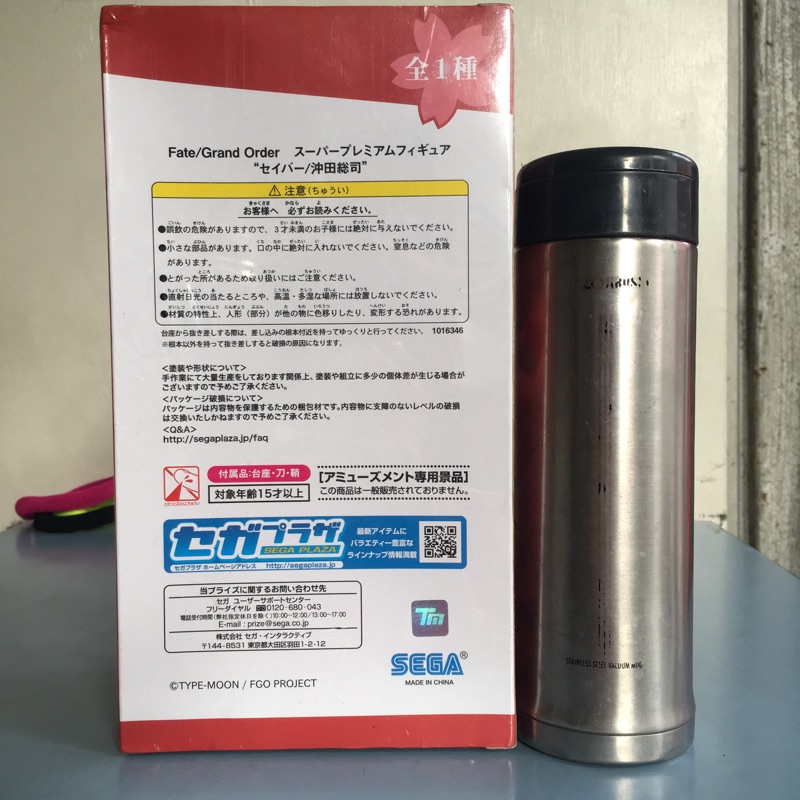 全1種
Fate/Grand Order スーパープレミアムフィギュア
“セイバー/沖田総司”
⚠ 注意(ちゅうい)
お客様へ 必ずお読みください。
●誤飲の危険がありますので、3才未満のお子様には絶対に与えないでください。
●小さな部品があります。口の中に絶対に入れないでください。窒息などの危険
があります。
●とがった所があるため取り扱いにはご注意ください。
●直射日光の当たるところや、高温・多湿な場所には放置しないでください。
●材質の特性上、人形(部分)が他の物に色移りしたり、変形する恐れがあります。
台座から抜き差しする際は、差し込みの根本付近を持ってゆっくりと行ってください。 1016346
※根本以外を持って抜き差しすると破損の原因になります。
<塗装や形状について>
手作業にて大量生産をしております関係上、塗装や組立に多少の個体差が生じる場合が
ございますので予めご了承ください。
<パッケージ破損について>
パッケージは内容物を保護するための梱包材です。内容物に支障のないレベルの破損
は交換いたしかねますので予めご了承ください。
<Q&A>
http://segaplaza.jp/faq
付属品:台座・刀・鞘
対象年齢15才以上
[アミューズメント専用景品]
この商品は一般販売されておりません。
セガプラザ
SEGA PLAZA
セガプラザ ホームページアドレス http://segaplaza.jp
最新アイテムに
バラエティー豊富な
ラインナップ情報満載
当プライズに関するお問い合わせ先
セガ ユーザーサポートセンター
フリーダイヤル 0120-680-043
電話受付時間(弊社指定休日を除く)10:00~12:00/13:00~17:00
E-mail : prize@sega.co.jp
株式会社 セガ・インタラクティブ
〒144-8531 東京都大田区羽田1-2-12
Tm
SEGA®
MADE IN CHINA
©TYPE-MOON / FGO PROJECT
STAINLESS STEEL VACUUM